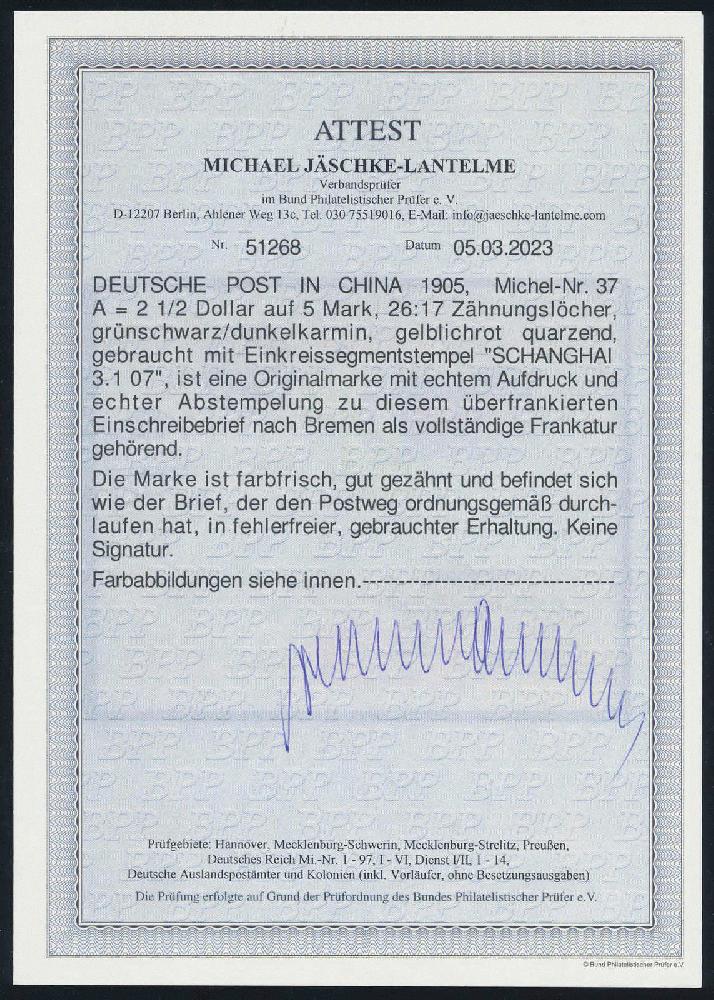 ATTEST
MICHAEL JÄSCHKE-LANTELME
Verbandsprüfer
im Bund Philatelistischer Prüfer e. V.
D-12207 Berlin, Ahlener Weg 13c, Tel. 030 75519016, E-Mail: info@jaeschke-lantelme.com
Nr. 51268 Datum 05.03.2023
DEUTSCHE POST IN CHINA 1905, Michel-Nr. 37
A = 2 1/2 Dollar auf 5 Mark, 26:17 Zähnungslöcher,
grünschwarz/dunkelkarmin, gelblichrot quarzend,
gebraucht mit Einkreissegmentstempel "SCHANGHAI
3.1 07", ist eine Originalmarke mit echtem Aufdruck und
echter Abstempelung zu diesem überfrankierten
Einschreibebrief nach Bremen als vollständige Frankatur
gehörend.
Die Marke ist farbfrisch, gut gezähnt und befindet sich
wie der Brief, der den Postweg ordnungsgemäß durch-
laufen hat, in fehlerfreier, gebrauchter Erhaltung. Keine
Signatur.
Farbabbildungen siehe innen.-----------------------------------
Prüfgebiete: Hannover, Mecklenburg-Schwerin, Mecklenburg-Strelitz, Preußen,
Deutsches Reich Mi.-Nr. 1 - 97, I - VI, Dienst I/II, 1 - 14,
Deutsche Auslandspostämter und Kolonien (inkl. Vorläufer, ohne Besetzungsausgaben)
Die Prüfung erfolgte auf Grund der Prüfordnung des Bundes Philatelistischer Prüfer e.V.
© Bund Philatelistischer Prüfer e.V.